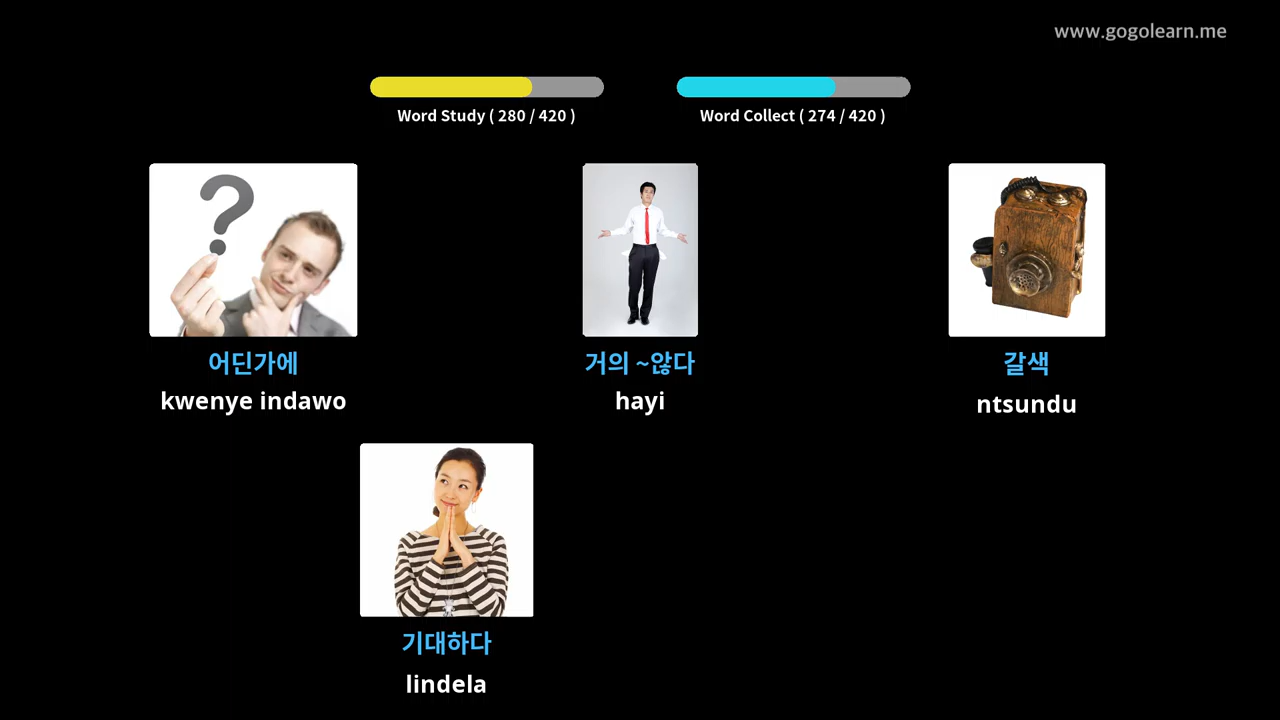 www.gogolearn.me
Word Study ( 280 / 420 )
Word Collect ( 274 / 420 )
어딘가에
kwenye indawo
거의 ~않다
hayi
갈색
ntsundu
기대하다
lindela